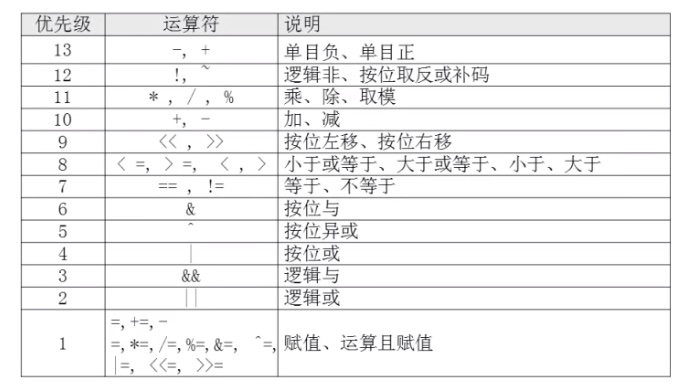 优先级 运算符 说明
13 -, + 单目负、单目正
12 !, ~ 逻辑非、按位取反或补码
11 * , / , % 乘、除、取模
10 +, - 加、减
9 << , >> 按位左移、按位右移
8 < =, > =, < , > 小于或等于、大于或等于、小于、大于
7 == , != 等于、不等于
6 & 按位与
5 ^ 按位异或
4 | 按位或
3 && 逻辑与
2 || 逻辑或
=,+=,-
1 =,*=,/=,%=,&=, ^=, 赋值、运算且赋值
|=, <<=, >>=